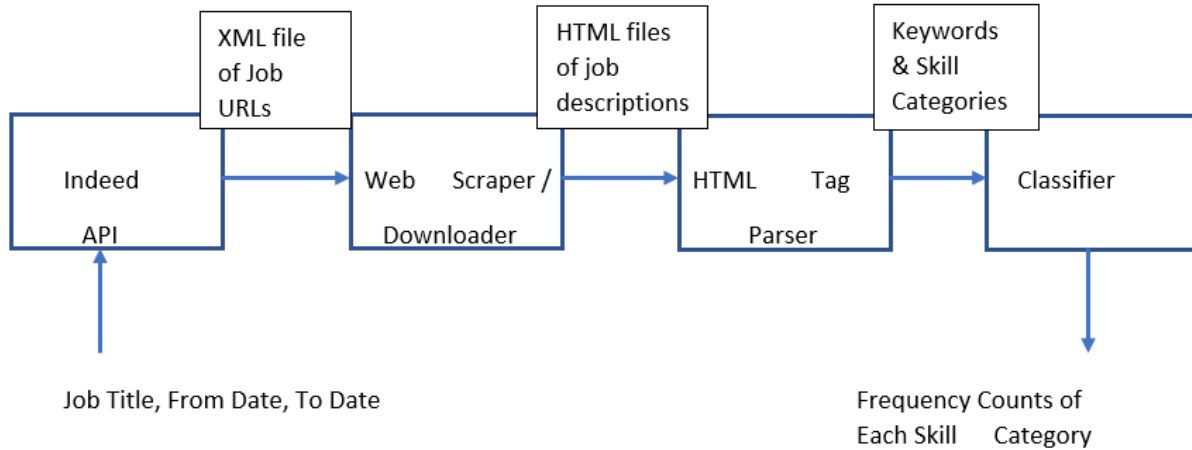 XML file
of Job
URLs
HTML files
of job
descriptions
Keywords
& Skill
Categories
Indeed
API
Web Scraper /
Downloader
HTML Tag
Parser
Classifier
Job Title, From Date, To Date
Frequency Counts of
Each Skill Category